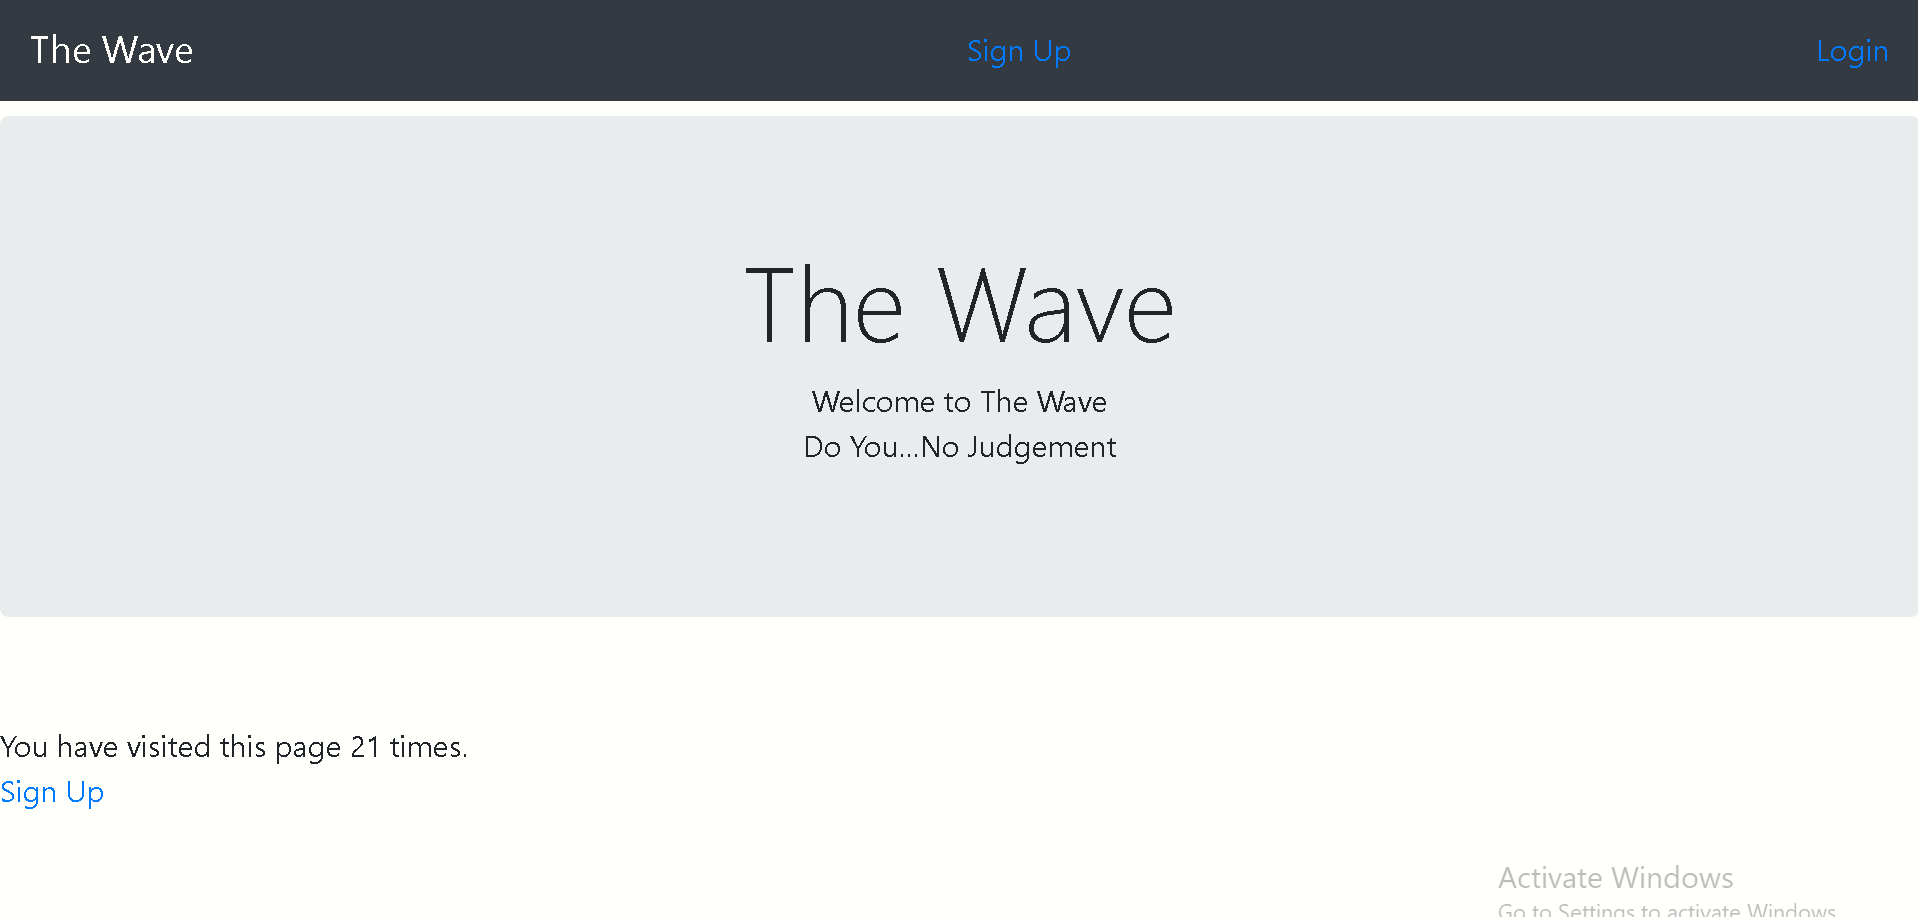 The Wave
Sign Up
Login
The Wave
Welcome to The Wave
Do You...No Judgement
You have visited this page 21 times.
Sign Up
Activate Windows
Go to Settings to activate Windows.